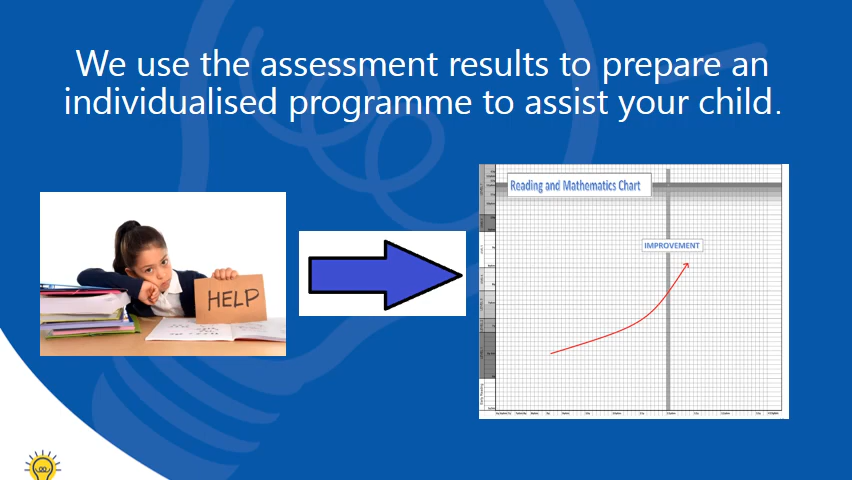 We use the assessment results to prepare an
individualised programme to assist your child.
HELP
Reading and Mathematics Chart
IMPROVEMENT